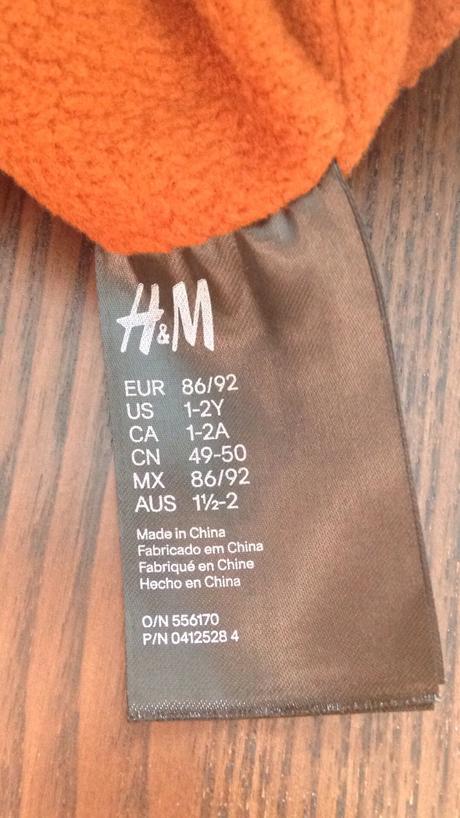 H&M
EUR 86/92
US 1-2Y
CA 1-2A
CN 49-50
MX 86/92
AUS 1½-2
Made in China
Fabricado em China
Fabriqué en Chine
Hecho en China
O/N 556170
P/N 0412528 4